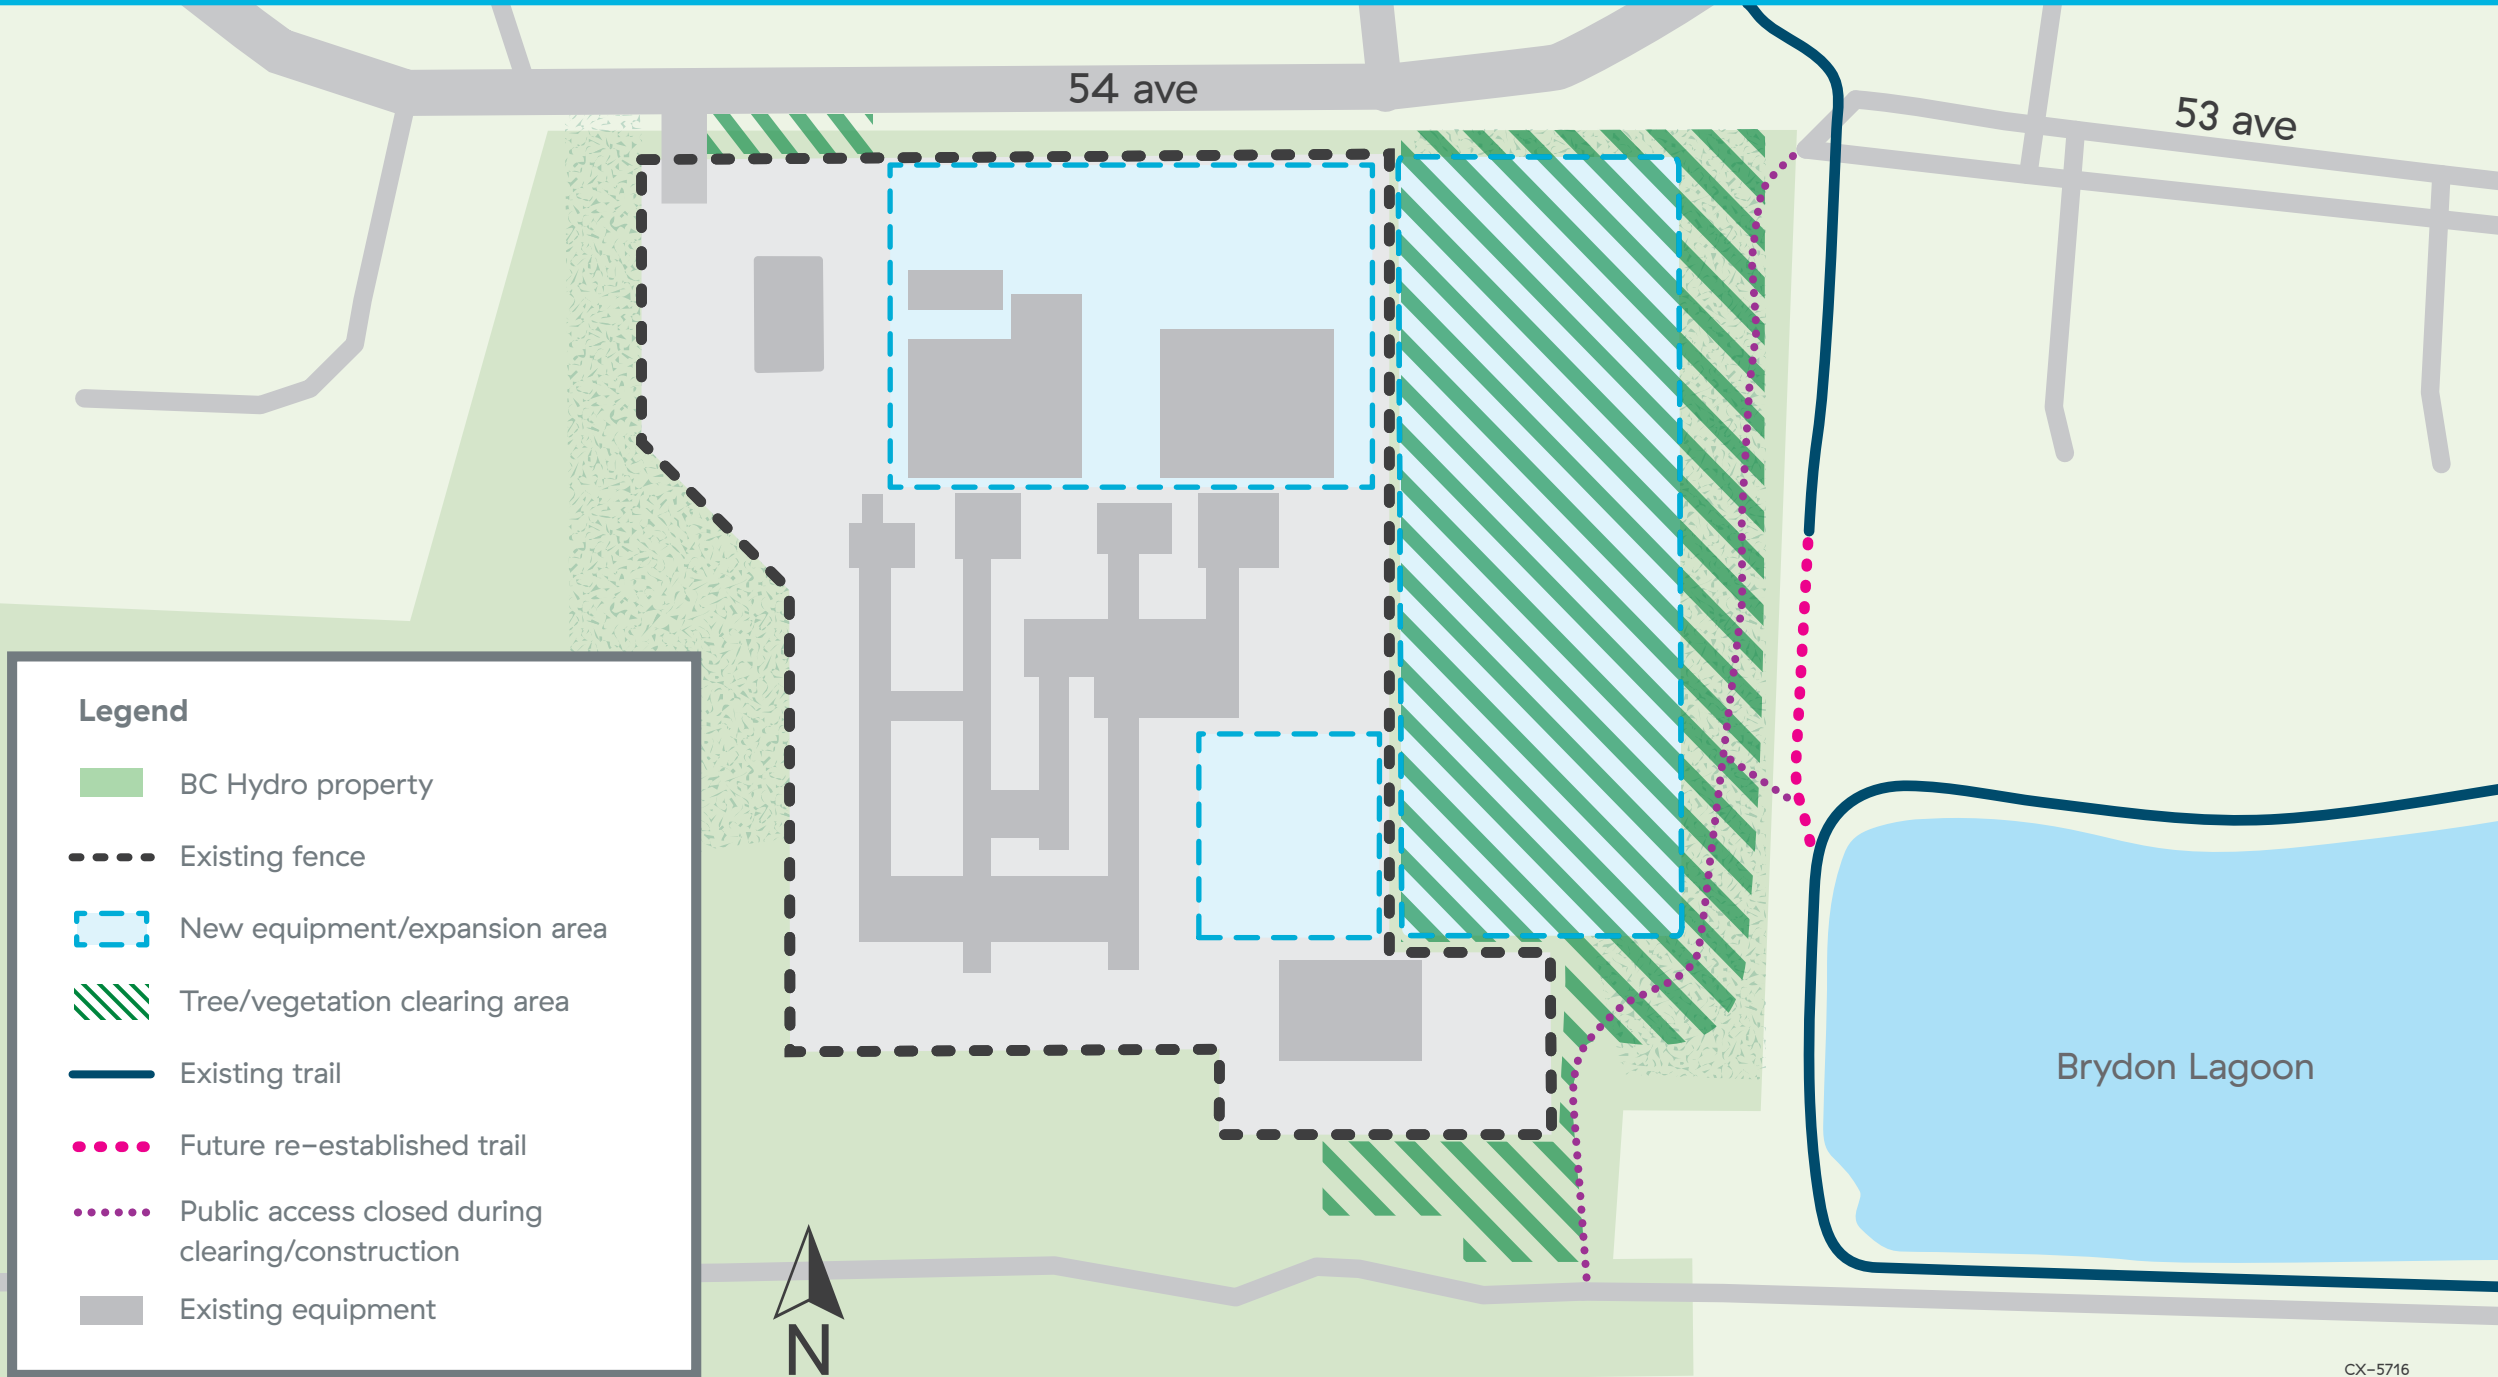 54 ave
53 ave
Legend
BC Hydro property
Existing fence
New equipment/expansion area
Tree/vegetation clearing area
Existing trail
Future re-established trail
Public access closed during
clearing/construction
Existing equipment
Brydon Lagoon
N
CX-5716